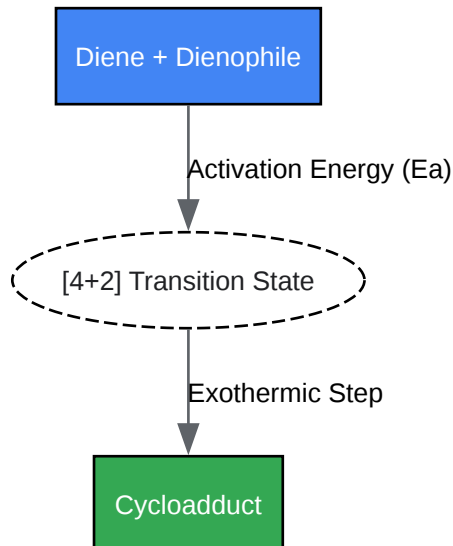 Diene + Dienophile
Activation Energy (Ea)
[4+2] Transition State
Exothermic Step
Cycloadduct